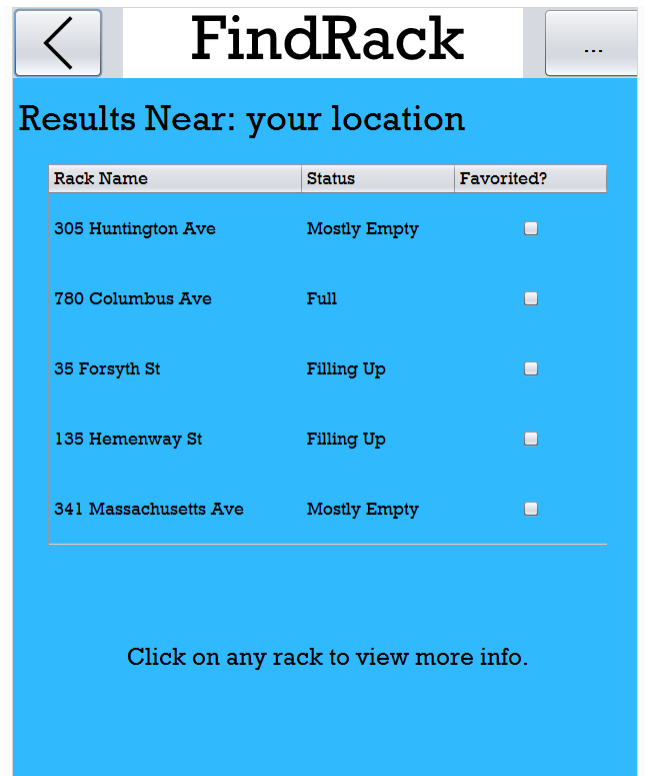 FindRack
...
Results Near: your location
Rack Name Status Favorited?
305 Huntington Ave Mostly Empty
780 Columbus Ave Full
35 Forsyth St Filling Up
135 Hemenway St Filling Up
341 Massachusetts Ave Mostly Empty
Click on any rack to view more info.